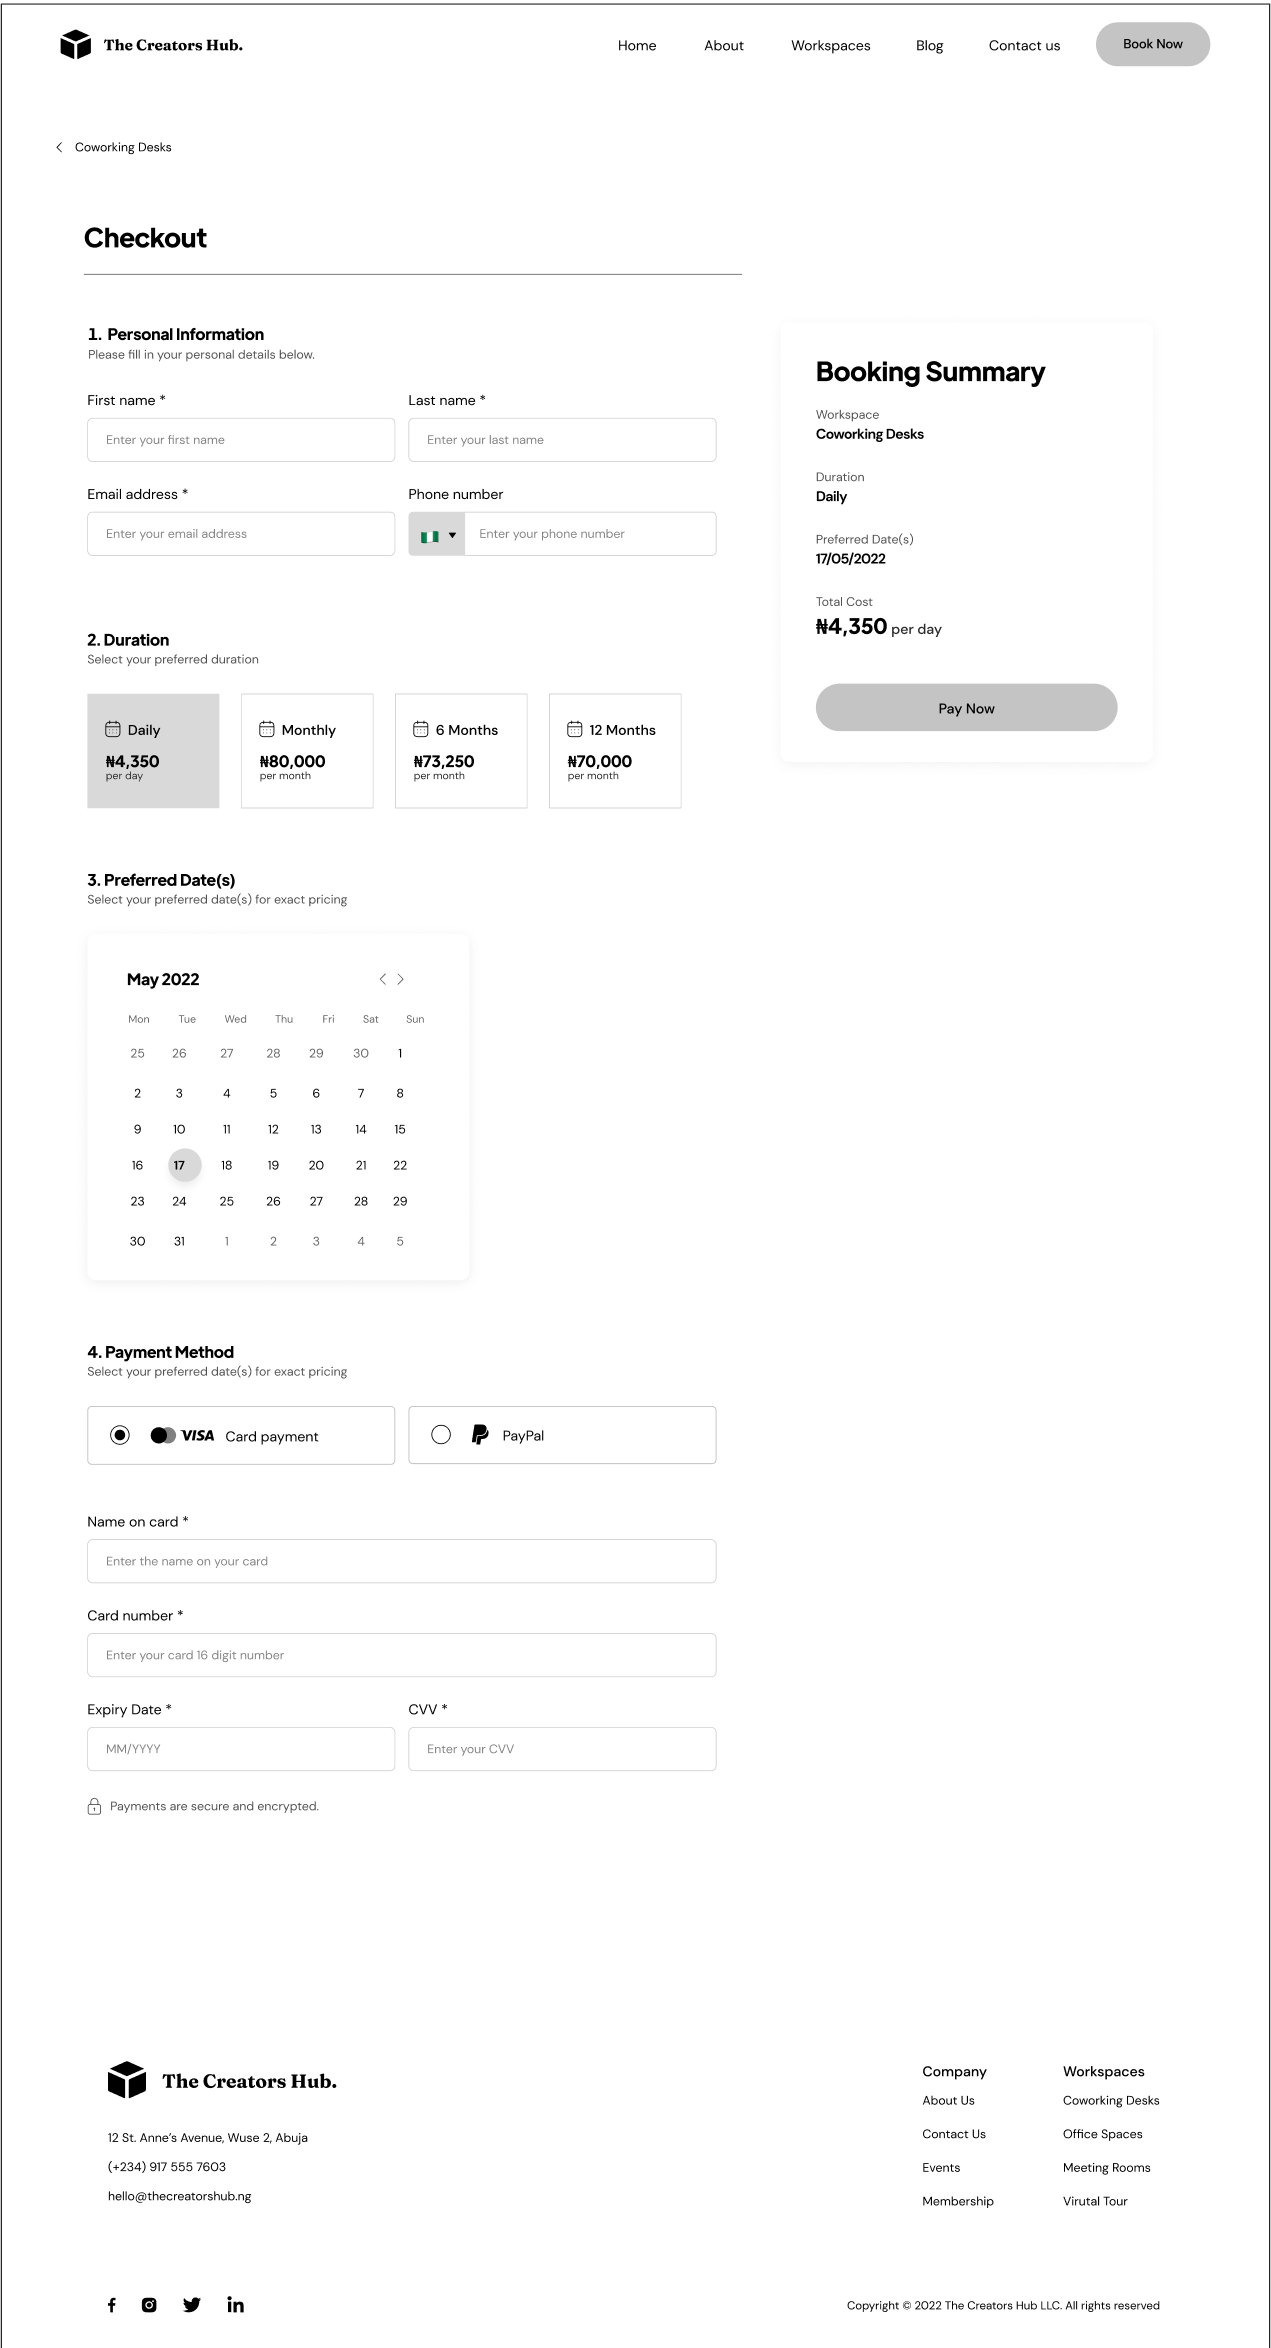 The Creators Hub.
Home About Workspaces Blog Contact us Book Now
Coworking Desks
Checkout
1. Personal Information
Please fill in your personal details below.
First name * Last name *
Enter your first name Enter your last name
Email address * Phone number
Enter your email address Enter your phone number
Booking Summary
Workspace
Coworking Desks
Duration
Daily
Preferred Date(s)
17/05/2022
Total Cost
₦4,350 per day
Pay Now
2. Duration
Select your preferred duration
Daily Monthly 6 Months 12 Months
₦4,350 ₦80,000 ₦73,250 ₦70,000
per day per month per month per month
3. Preferred Date(s)
Select your preferred date(s) for exact pricing
May 2022
Mon Tue Wed Thu Fri Sat Sun
25 26 27 28 29 30 1
2 3 4 5 6 7 8
9 10 11 12 13 14 15
16 17 18 19 20 21 22
23 24 25 26 27 28 29
30 31 1 2 3 4 5
4. Payment Method
Select your preferred date(s) for exact pricing
VISA Card payment PayPal
Name on card *
Enter the name on your card
Card number *
Enter your card 16 digit number
Expiry Date * CVV *
MM/YYYY Enter your CVV
Payments are secure and encrypted.
The Creators Hub.
12 St. Anne's Avenue, Wuse 2, Abuja
(+234) 917 555 7603
hello@thecreatorshub.ng
Company
About Us
Contact Us
Events
Membership
Workspaces
Coworking Desks
Office Spaces
Meeting Rooms
Virutal Tour
Copyright © 2022 The Creators Hub LLC. All rights reserved